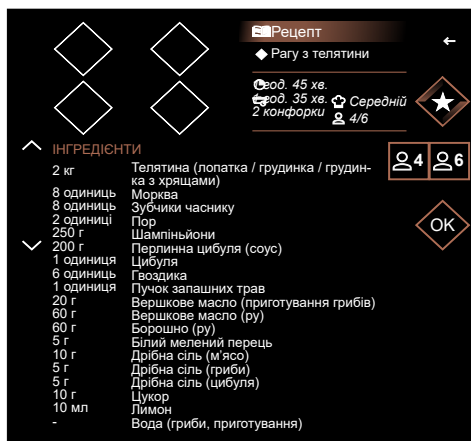 Рецепт
Рагу з телятини
год. 45 хв.
год. 35 хв.
Середній
2 конфорки
4/6
ІНГРЕДІЄНТИ
4 6
2 кг Телятина (лопатка / грудинка / грудин-
ка з хрящами)
8 одиниць Морква
8 одиниць Зубчики часнику
2 одиниці Пор
250 г Шампіньйони
200 г Перлинна цибуля (соус)
1 одиниця Цибуля
6 одиниць Гвоздика
1 одиниця Пучок запашних трав
20 г Вершкове масло (приготування грибів)
60 г Вершкове масло (ру)
60 г Борошно (ру)
5 г Білий мелений перець
10 г Дрібна сіль (м'ясо)
5 г Дрібна сіль (гриби)
5 г Дрібна сіль (цибуля)
10 г Цукор
10 мл Лимон
- Вода (гриби, приготування)
OK